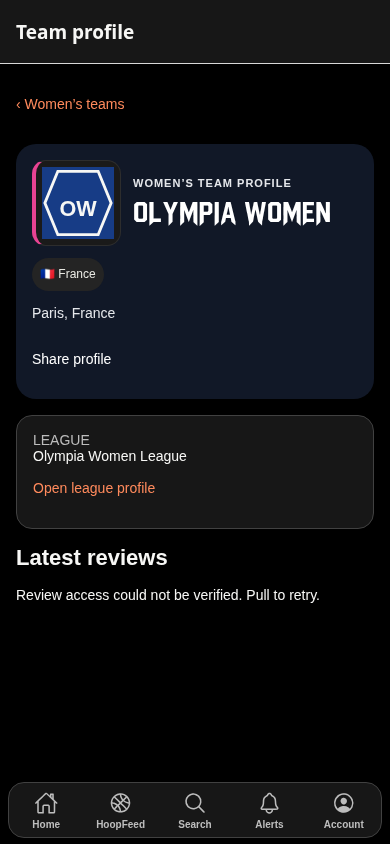 Team profile
‹ Women's teams
OW
WOMEN'S TEAM PROFILE
OLYMPIA WOMEN
🇫🇷 France
Paris, France
Share profile
LEAGUE
Olympia Women League
Open league profile
Latest reviews
Review access could not be verified. Pull to retry.
Home HoopFeed Search Alerts Account